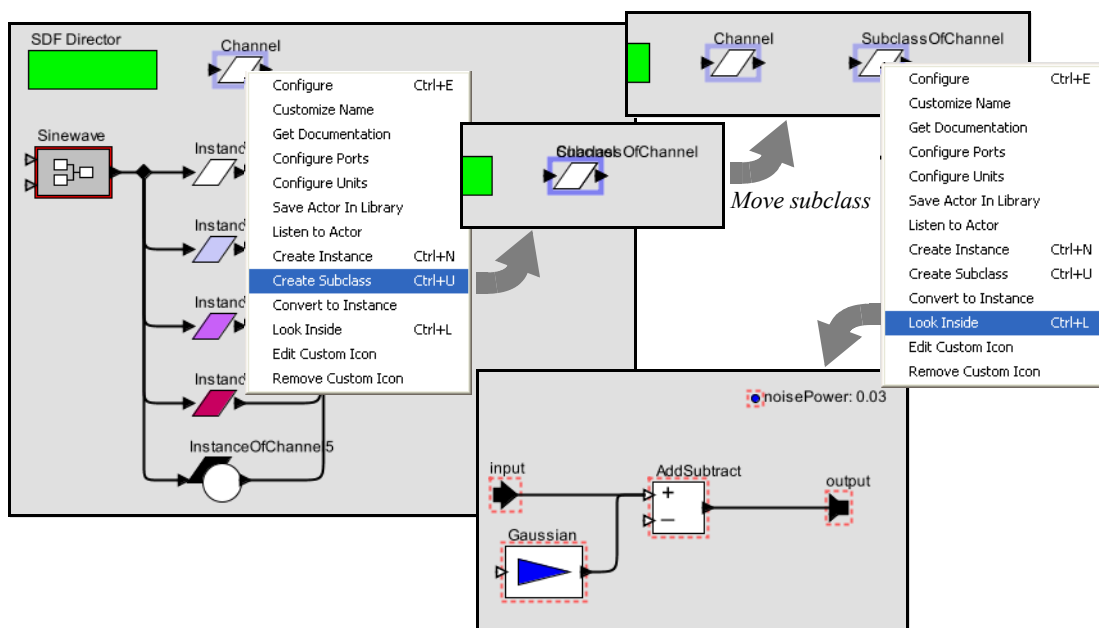 SDF Director
Channel
Configure Ctrl+E
Customize Name
Get Documentation
Configure Ports
Configure Units
Save Actor In Library
Listen to Actor
Create Instance Ctrl+N
Create Subclass Ctrl+U
Convert to Instance
Look Inside Ctrl+L
Edit Custom Icon
Remove Custom Icon
Sinewave
Instanc
Instanc
Instanc
Instanc
InstanceOfChannel5
SubclassOfChannel
Move subclass
Channel
SubclassOfChannel
Configure Ctrl+E
Customize Name
Get Documentation
Configure Ports
Configure Units
Save Actor In Library
Listen to Actor
Create Instance Ctrl+N
Create Subclass Ctrl+U
Convert to Instance
Look Inside Ctrl+L
Edit Custom Icon
Remove Custom Icon
noisePower: 0.03
input
AddSubtract
+
–
output
Gaussian